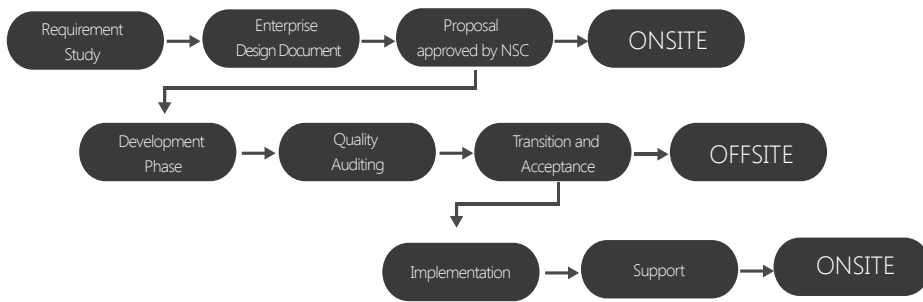 Requirement
Study
Enterprise
Design Document
Proposal
approved by NSC
ONSITE
Development
Phase
Quality
Auditing
Transition and
Acceptance
OFFSITE
Implementation
Support
ONSITE